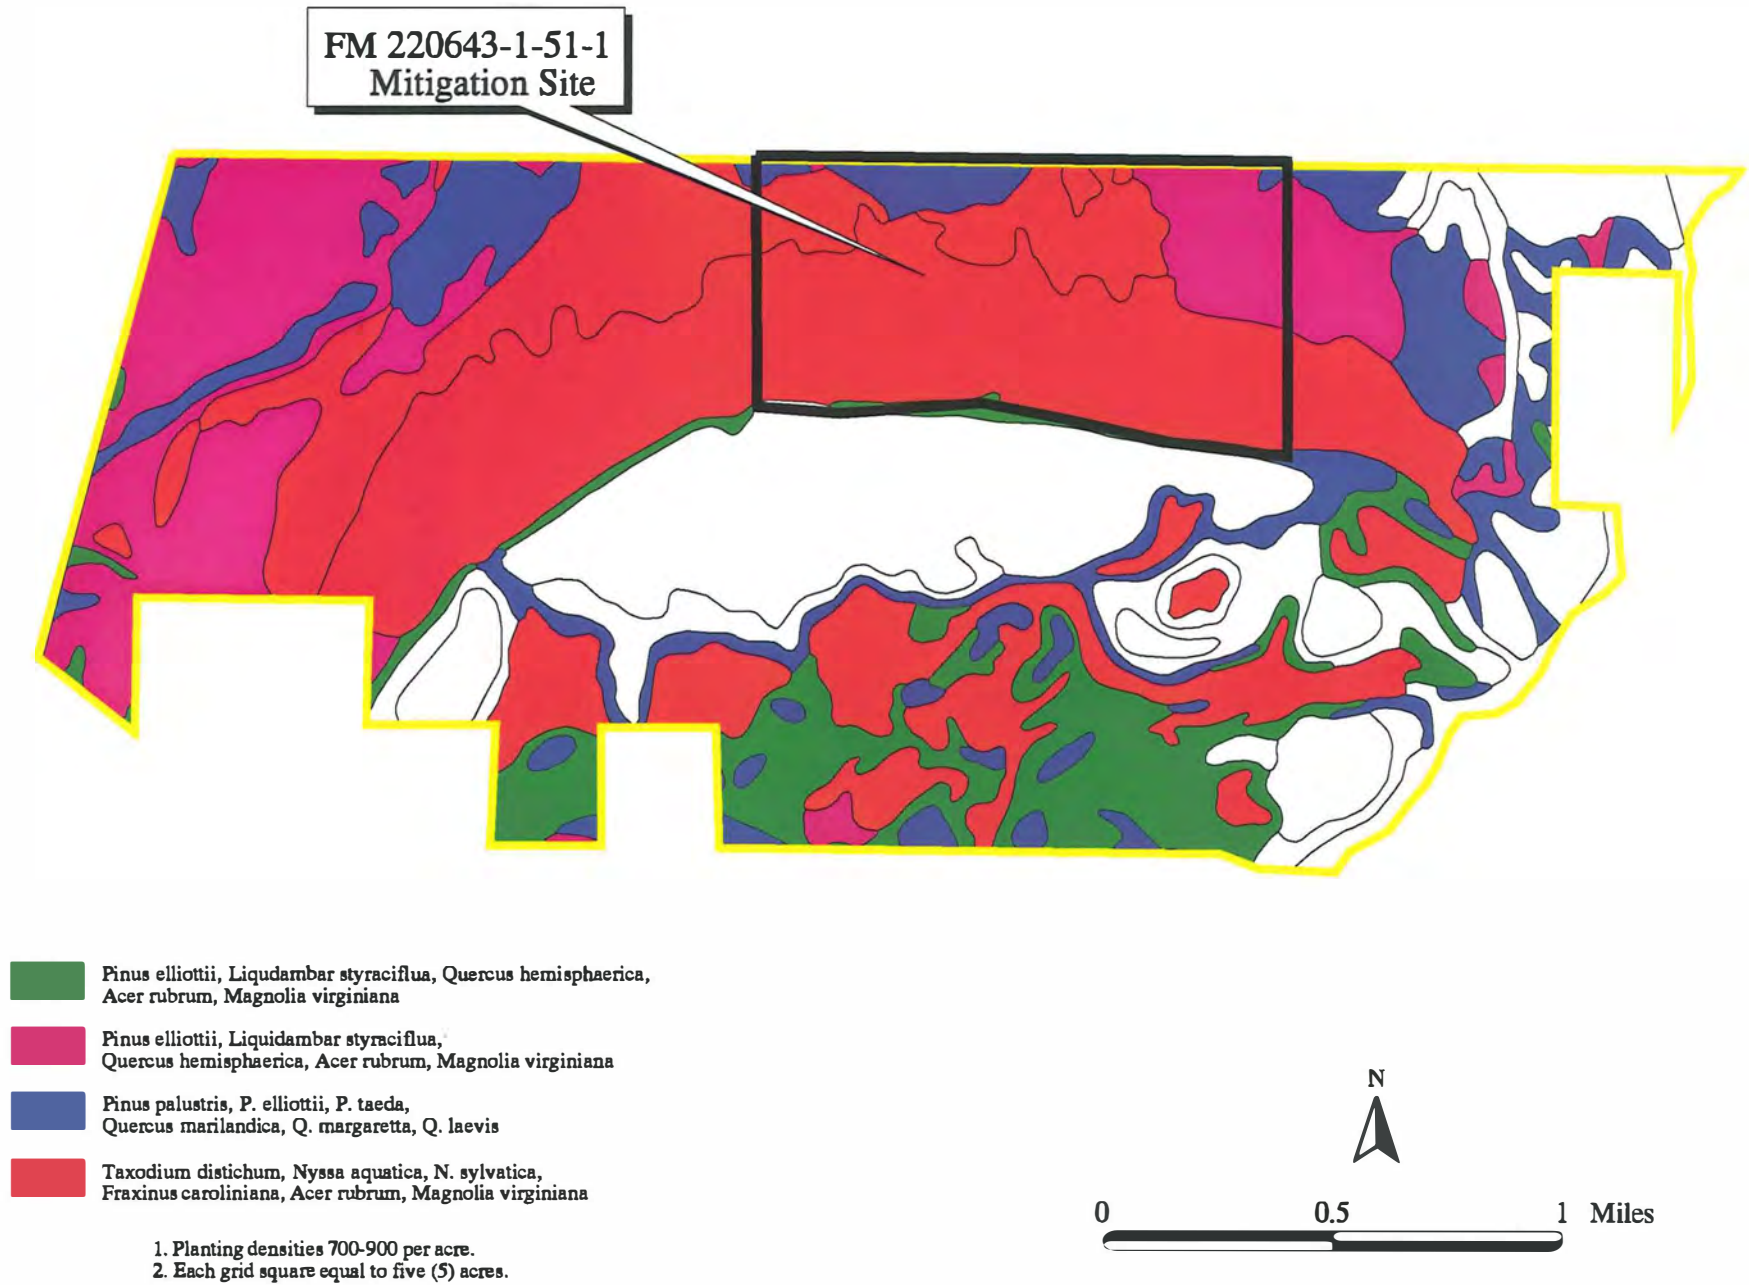 FM 220643-1-51-1
Mitigation Site
Pinus elliottii, Liqudambar styraciflua, Quercus hemisphaerica,
Acer rubrum, Magnolia virginiana
Pinus elliottii, Liquidambar styraciflua,
Quercus hemisphaerica, Acer rubrum, Magnolia virginiana
Pinus palustris, P. elliottii, P. taeda,
Quercus marilandica, Q. margaretta, Q. laevis
Taxodium distichum, Nyssa aquatica, N. sylvatica,
Fraxinus caroliniana, Acer rubrum, Magnolia virginiana
1. Planting densities 700-900 per acre.
2. Each grid square equal to five (5) acres.
N
0 0.5 1 Miles